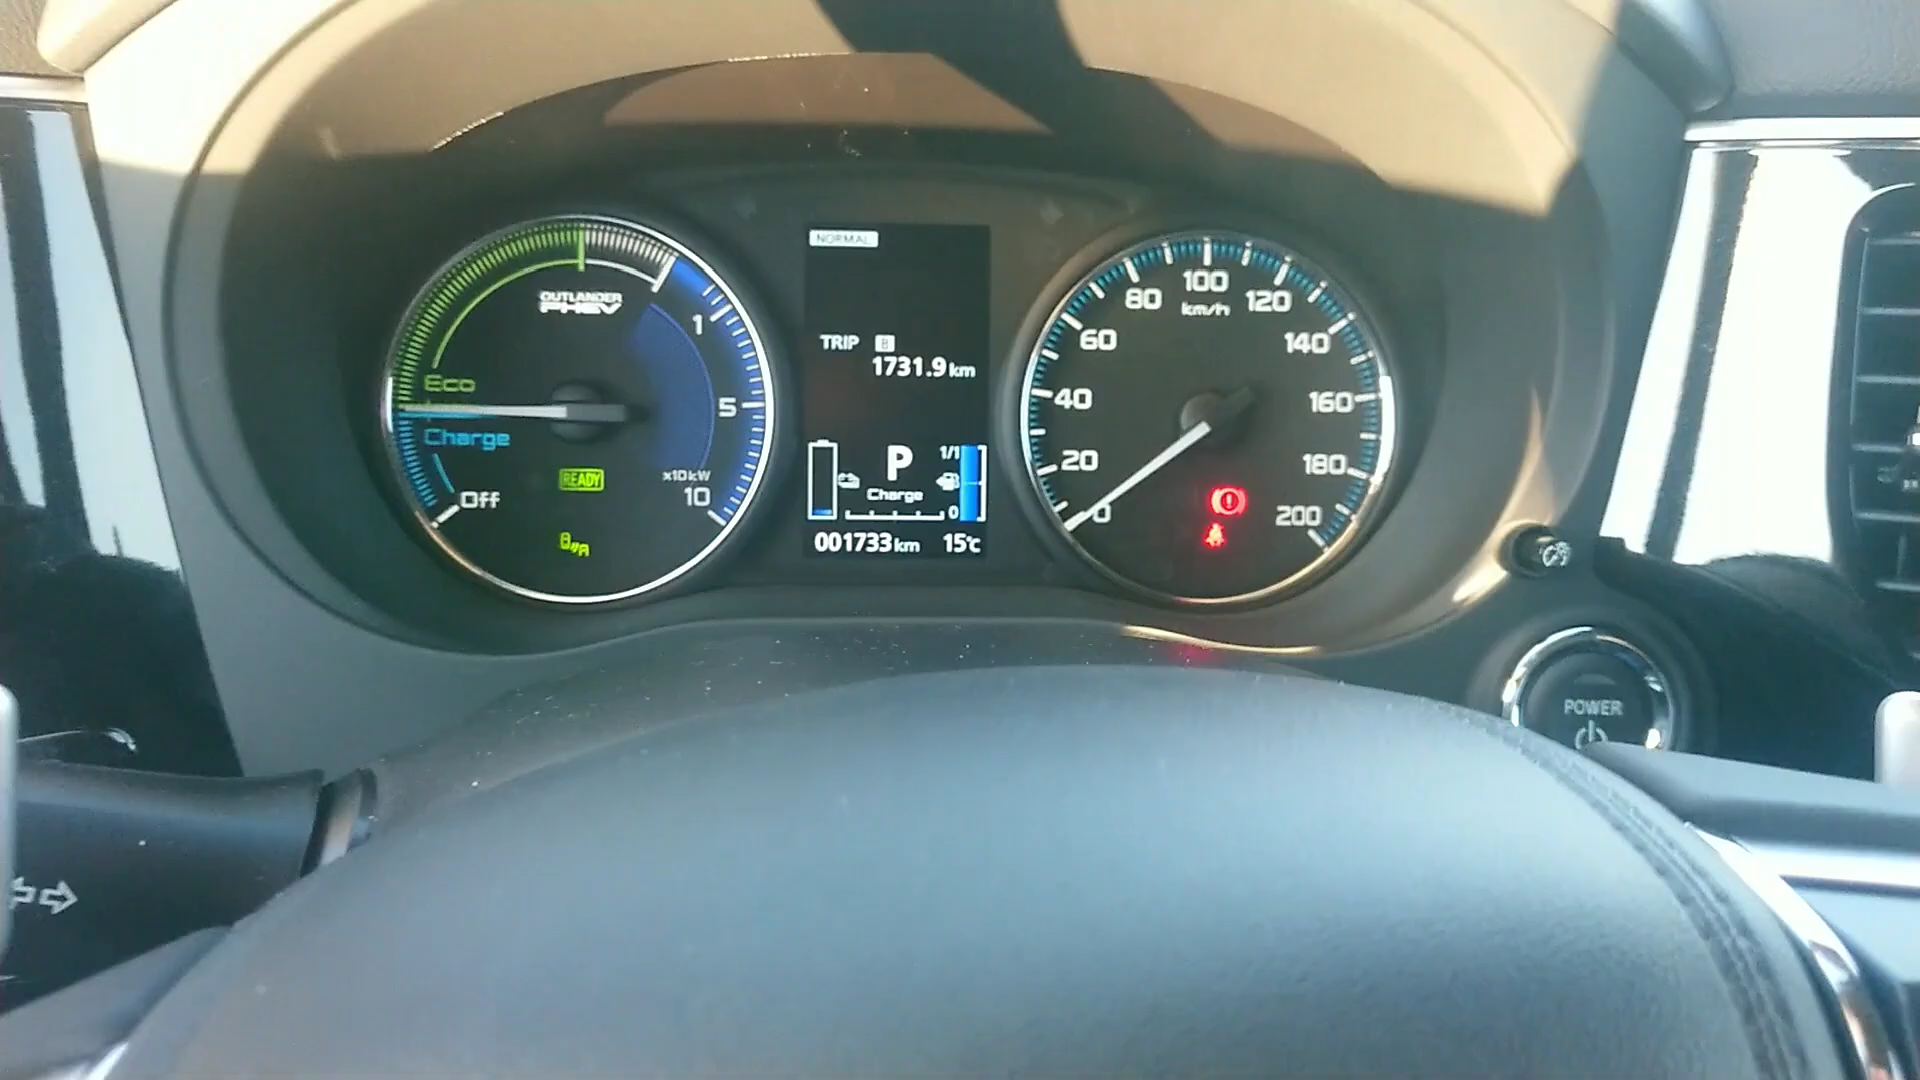 OUTLANDER
PHEV
Eco
Charge
Off
1
5
x10kW
10
READY
A
NORMAL
TRIP B
1731.9 km
P
Charge
1/1
0
001733 km 15℃
0
20
40
60
80
100
120
140
160
180
200
km/h
POWER